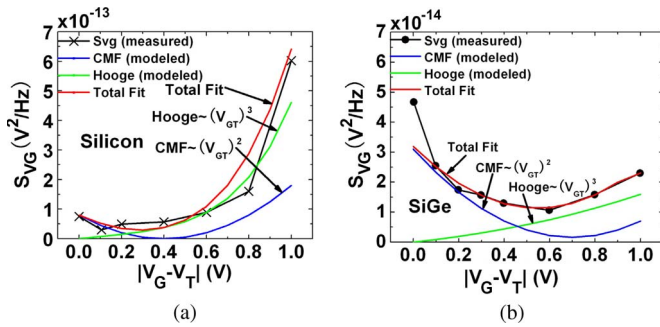 7 ×10⁻¹³
Svg (measured)
CMF (modeled)
Hooge (modeled)
Total Fit
Total Fit
Hooge~(V_GT)³
CMF~(V_GT)²
Silicon
S_VG (V²/Hz)
6
5
4
3
2
1
0
0.0 0.2 0.4 0.6 0.8 1.0
|V_G-V_T| (V)
(a)
7 ×10⁻¹⁴
Svg (measured)
CMF (modeled)
Hooge (modeled)
Total Fit
Total Fit
CMF~(V_GT)²
Hooge~(V_GT)³
SiGe
S_VG (V²/Hz)
6
5
4
3
2
1
0
0.0 0.2 0.4 0.6 0.8 1.0
|V_G-V_T| (V)
(b)